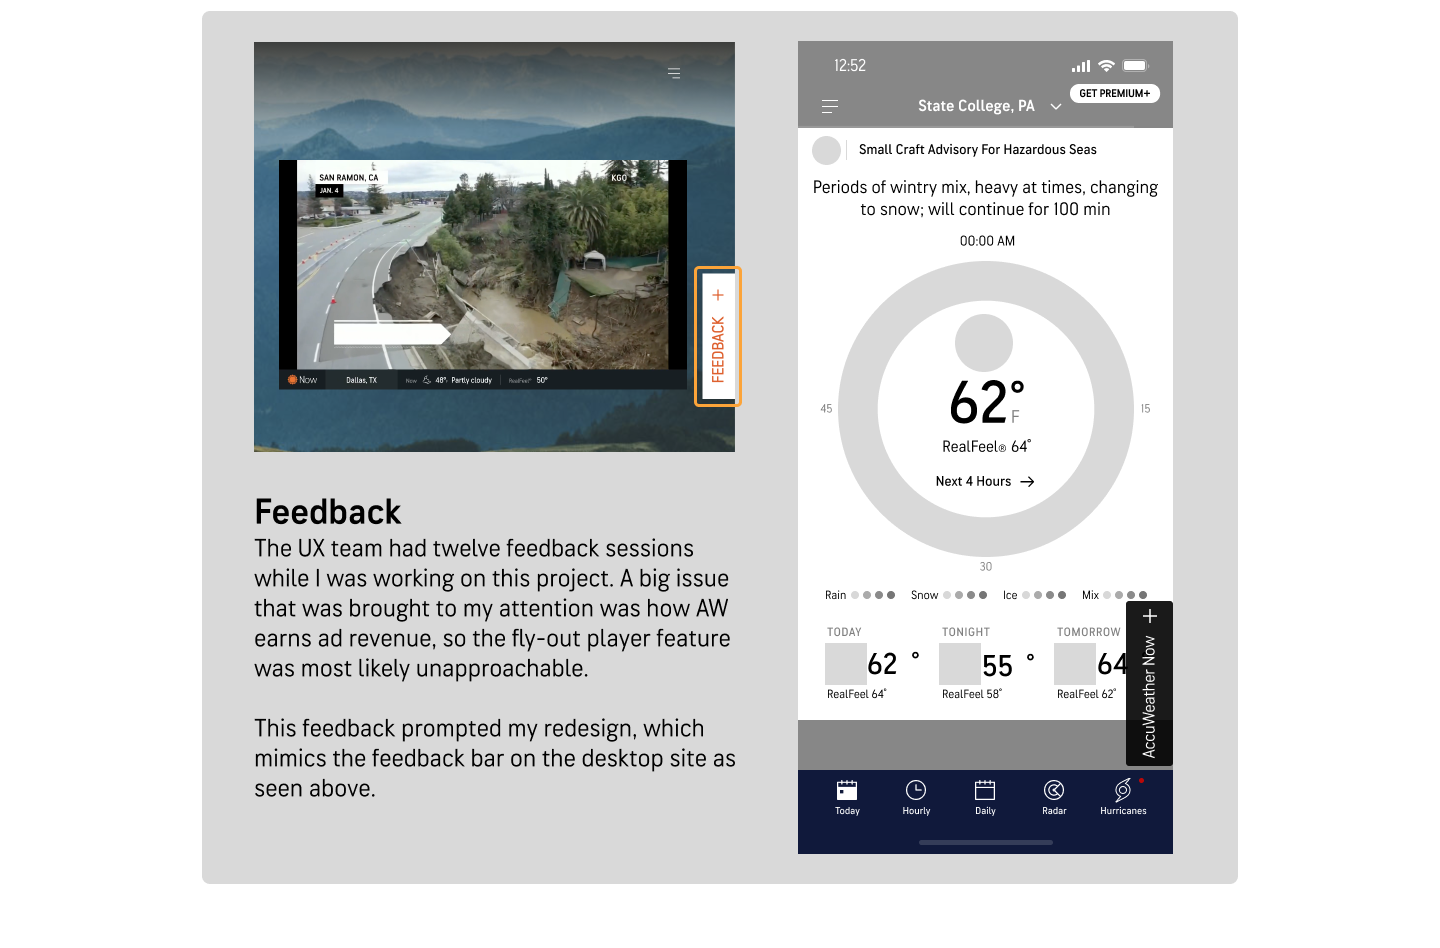 SAN RAMON, CA
JAN. 4
KGO
FEEDBACK +
Now
Dallas, TX
Now 48° Partly cloudy
RealFeel® 50°
Feedback
The UX team had twelve feedback sessions
while I was working on this project. A big issue
that was brought to my attention was how AW
earns ad revenue, so the fly-out player feature
was most likely unapproachable.
This feedback prompted my redesign, which
mimics the feedback bar on the desktop site as
seen above.
12:52
GET PREMIUM+
State College, PA
Small Craft Advisory For Hazardous Seas
Periods of wintry mix, heavy at times, changing
to snow; will continue for 100 min
00:00 AM
62°
F
45
15
RealFeel® 64°
Next 4 Hours →
30
Rain Snow Ice Mix
TODAY TONIGHT TOMORROW
62° 55° 64
RealFeel 64° RealFeel 58° RealFeel 62°
AccuWeather Now +
Today Hourly Daily Radar Hurricanes